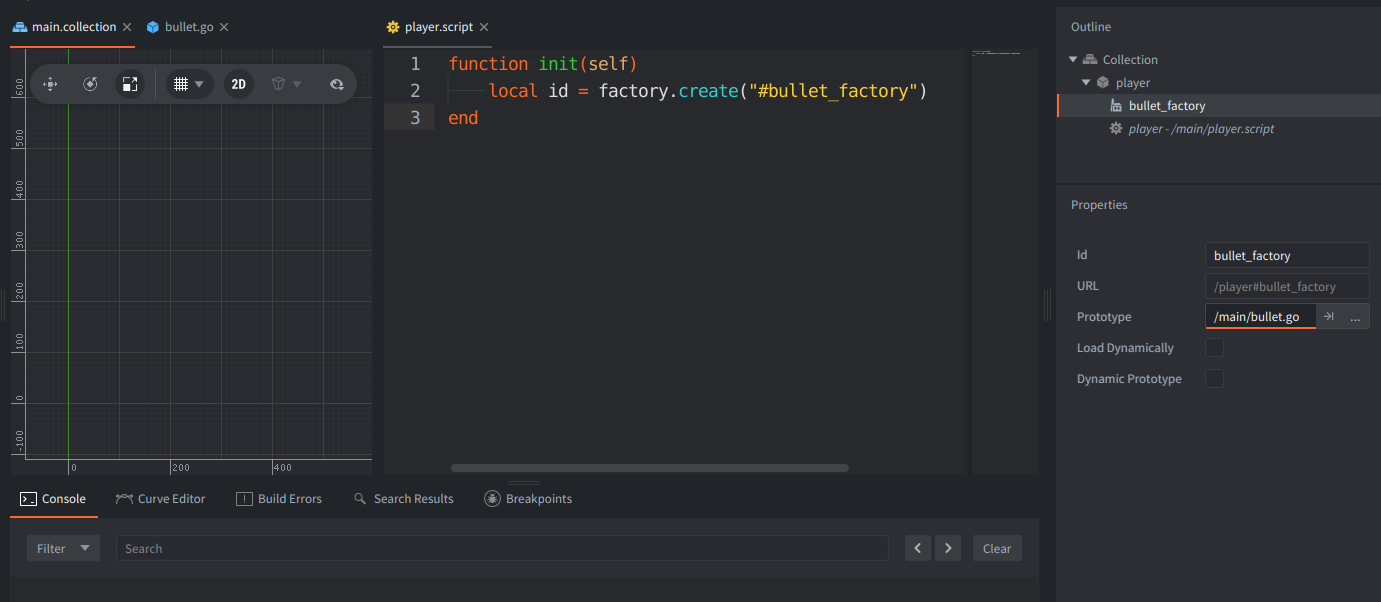 main.collection
bullet.go
player.script
600
500
400
300
200
100
0
-100
0
200
400
2D
1 function init(self)
2 local id = factory.create("#bullet_factory")
3 end
Outline
Collection
player
bullet_factory
player - /main/player.script
Properties
Id bullet_factory
URL /player#bullet_factory
Prototype /main/bullet.go ...
Load Dynamically
Dynamic Prototype
Console Curve Editor Build Errors Search Results Breakpoints
Filter Search Clear